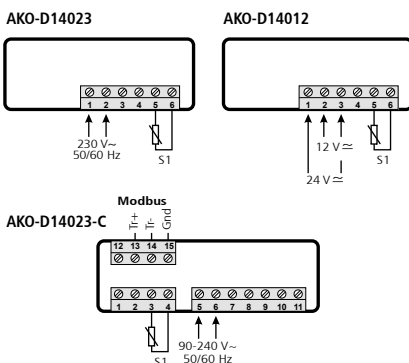 AKO-D14023
1 2 3 4 5 6
230 V~
50/60 Hz
S1
AKO-D14012
1 2 3 4 5 6
12 V ≃
24 V ≃
S1
AKO-D14023-C
Modbus
Tr+ Tr- Gnd
12 13 14 15
1 2 3 4 5 6 7 8 9 10 11
S1
90-240 V~
50/60 Hz